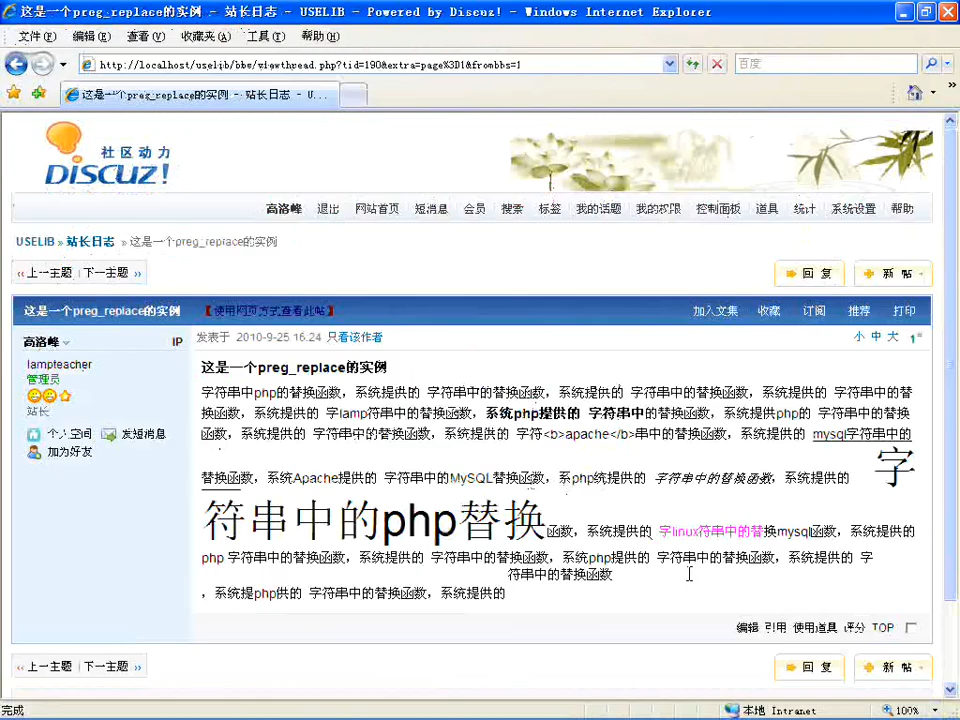 这是一个preg_replace的实例 - 站长日志 - USELIB - Powered by Discuz! - Windows Internet Explorer
文件(F) 编辑(E) 查看(V) 收藏夹(A) 工具(T) 帮助(H)
http://localhost/uselib/bbs/viewthread.php?tid=190&extra=page%3D1&frombbs=1 百度
这是一个preg_replace的实例 - 站长日志 - U...
社区动力
DISCUZ!
高洛峰 退出 网站首页 短消息 会员 搜索 标签 我的话题 我的权限 控制面板 道具 统计 系统设置 帮助
USELIB » 站长日志 » 这是一个preg_replace的实例
‹‹ 上一主题 | 下一主题 ›› 回复 新帖
这是一个preg_replace的实例 【使用网页方式查看此帖】 加入文集 收藏 订阅 推荐 打印
高洛峰 IP 发表于 2010-9-25 16:24 只看该作者 小 中 大 1#
lampteacher
管理员
站长
个人空间 发短消息
加为好友
这是一个preg_replace的实例
字符串中php的替换函数，系统提供的 字符串中的替换函数，系统提供的 字符串中的替换函数，系统提供的 字符串中的替
换函数，系统提供的 字lamp符串中的替换函数，系统php提供的 字符串中的替换函数，系统提供php的 字符串中的替换
函数，系统提供的 字符串中的替换函数，系统提供的 字符<b>apache</b>串中的替换函数，系统提供的 mysql字符串中的
替换函数，系统Apache提供的 字符串中的MySQL替换函数，系php统提供的 字符串中的替换函数，系统提供的 字
符串中的php替换函数，系统提供的 字linux符串中的替换mysql函数，系统提供的
php 字符串中的替换函数，系统提供的 字符串中的替换函数，系统php提供的 字符串中的替换函数，系统提供的 字
符串中的替换函数
，系统提php供的 字符串中的替换函数，系统提供的
编辑 引用 使用道具 评分 TOP
‹‹ 上一主题 | 下一主题 ›› 回复 新帖
完成 本地 Intranet 100%